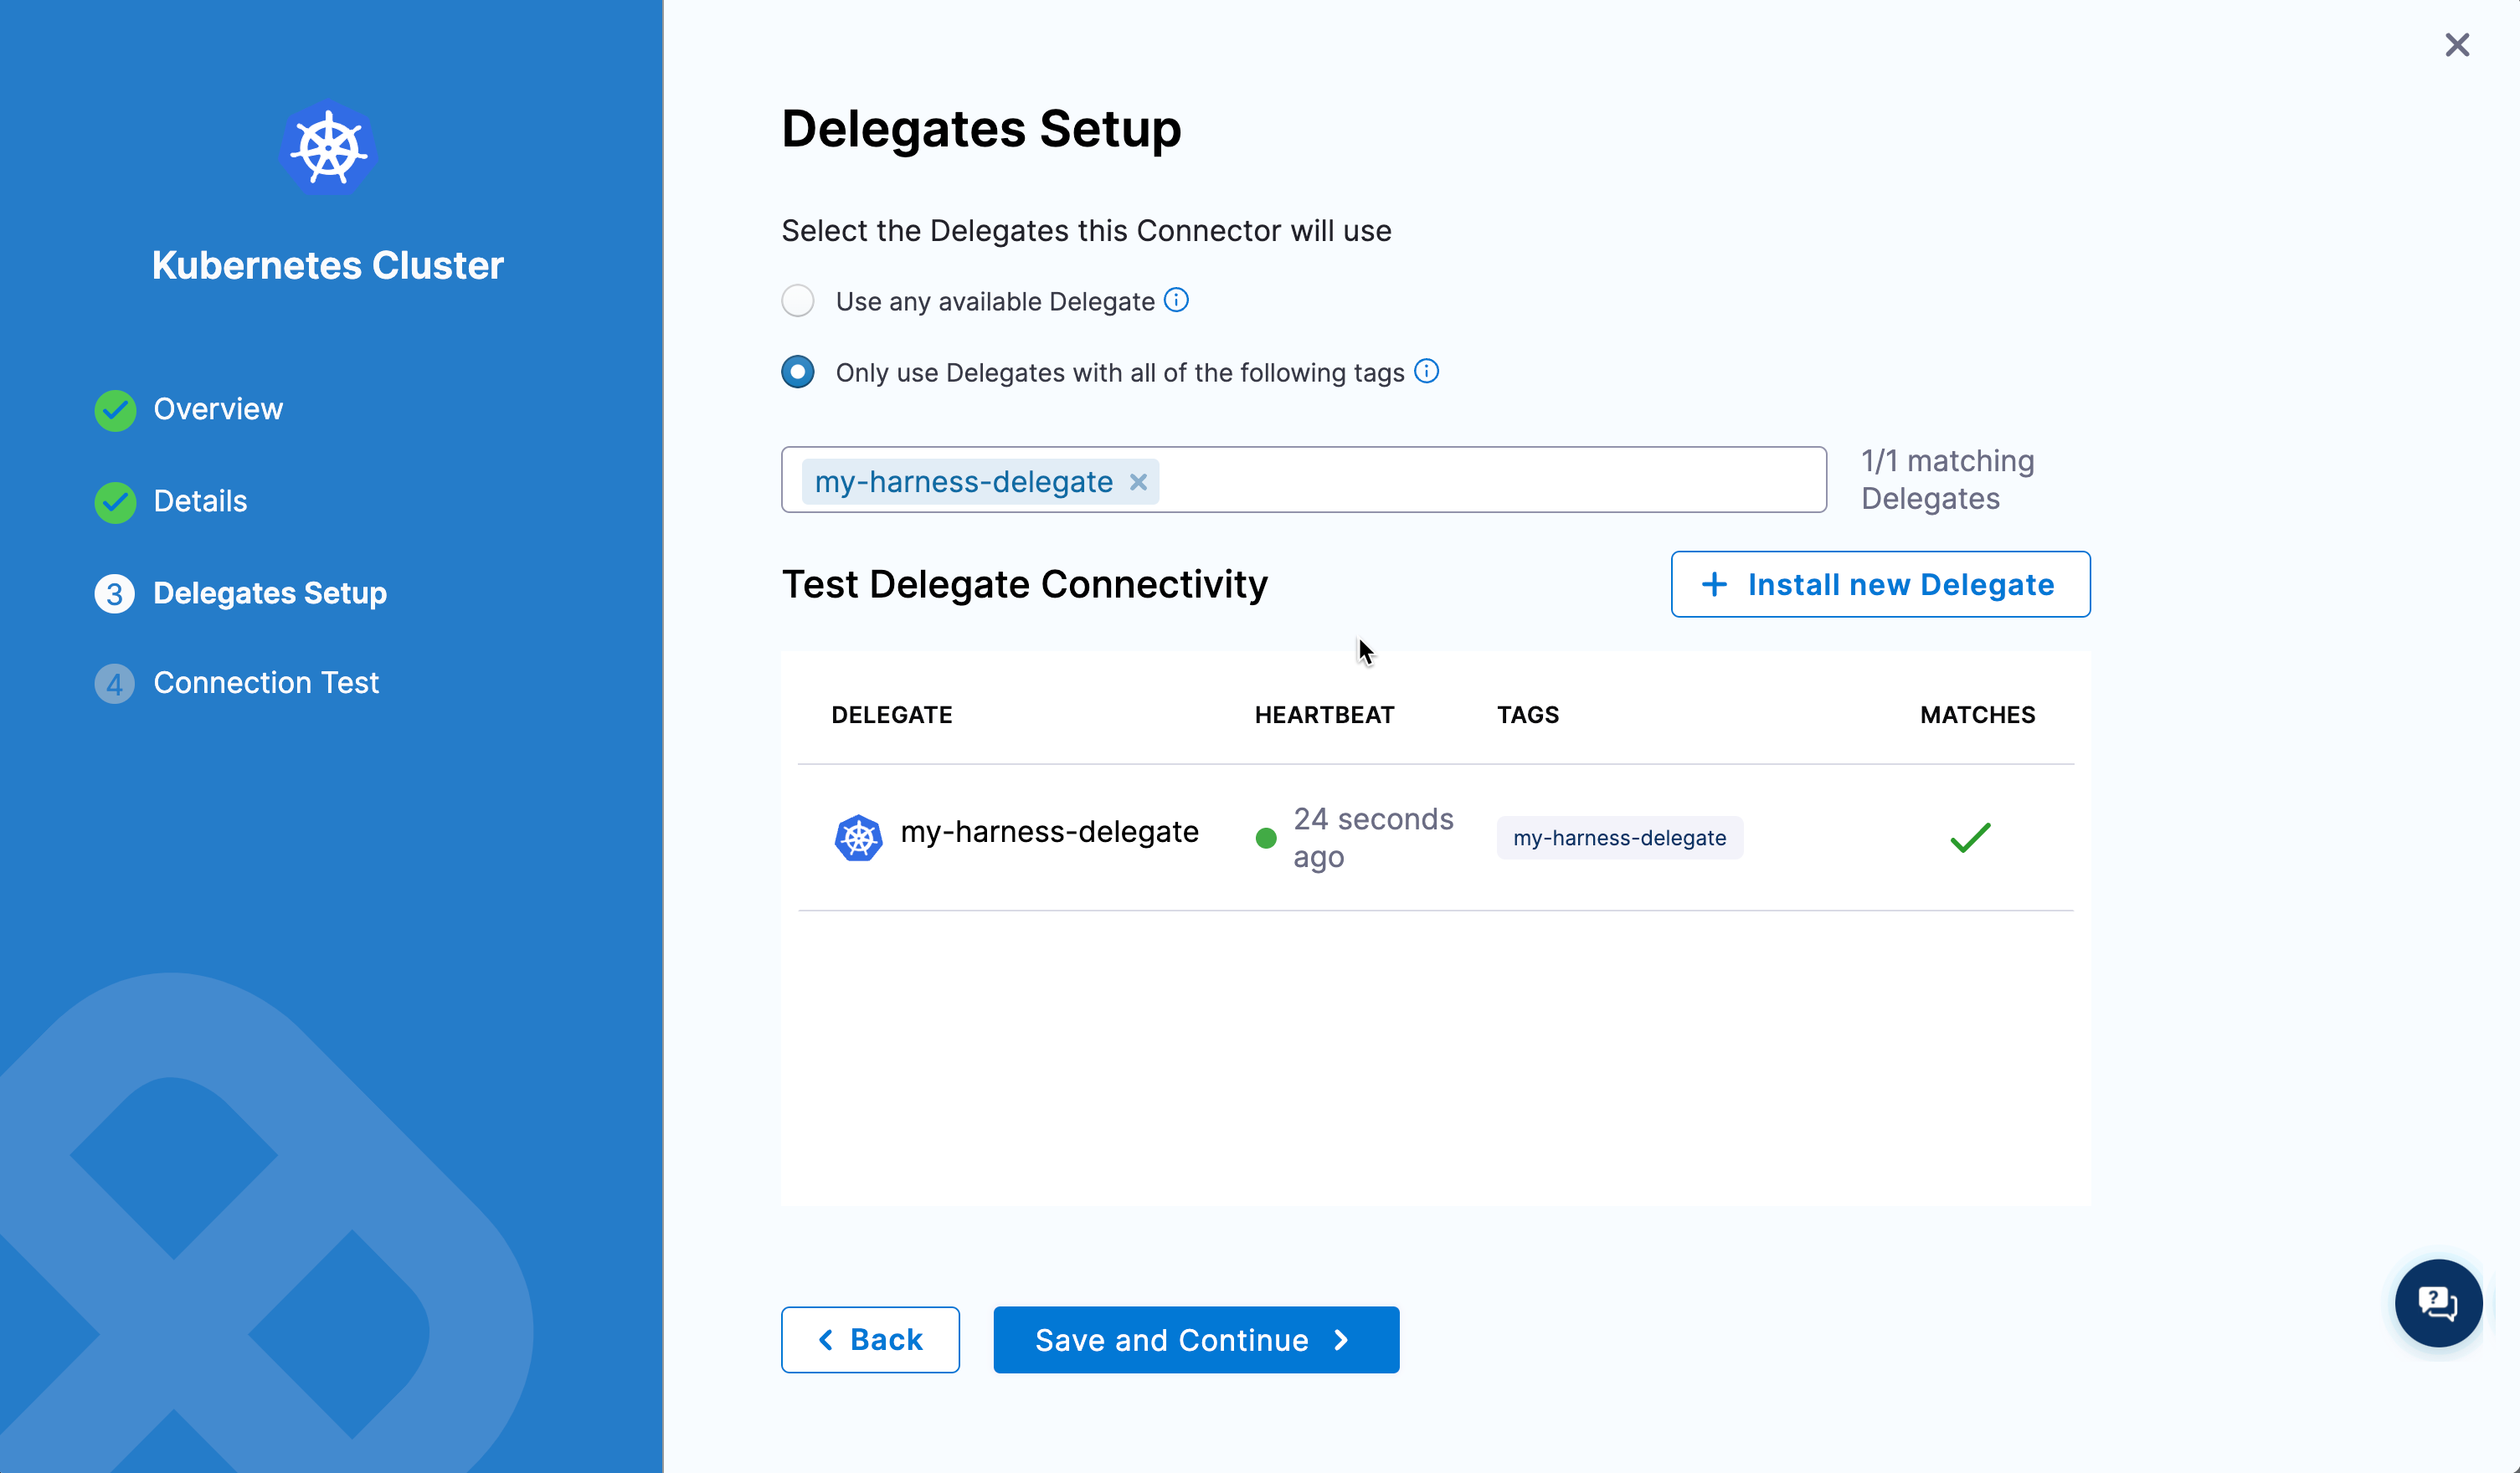 Kubernetes Cluster
Overview
Details
3 Delegates Setup
4 Connection Test
Delegates Setup
Select the Delegates this Connector will use
Use any available Delegate
Only use Delegates with all of the following tags
my-harness-delegate
1/1 matching
Delegates
Test Delegate Connectivity
+ Install new Delegate
DELEGATE HEARTBEAT TAGS MATCHES
my-harness-delegate
24 seconds
ago
my-harness-delegate
Back
Save and Continue